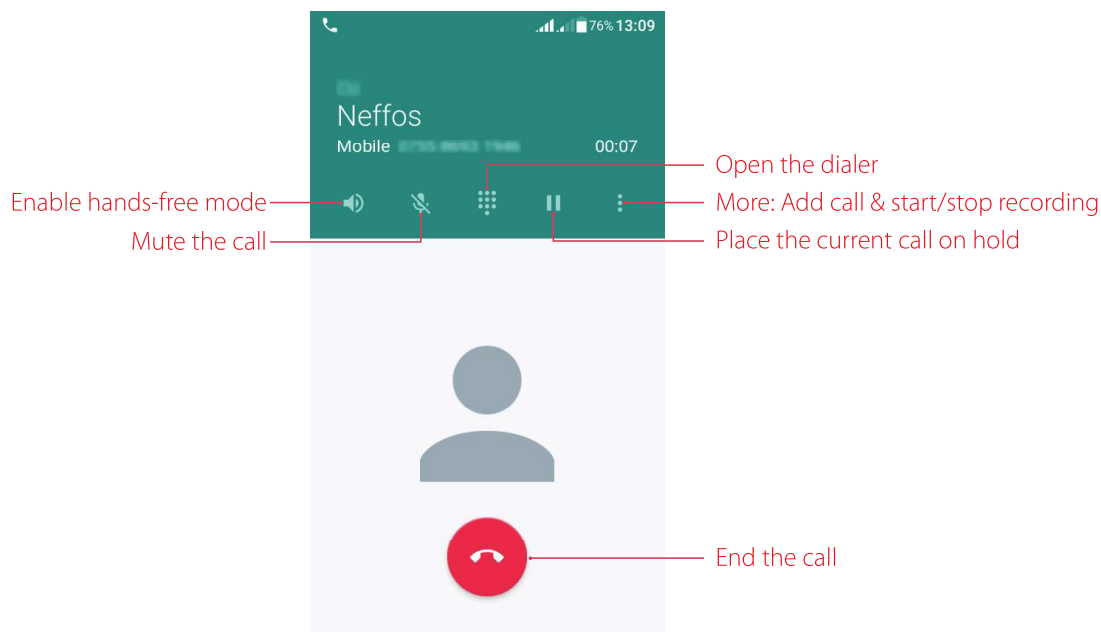 76% 13:09
Neffos
Mobile
00:07
Open the dialer
Enable hands-free mode
More: Add call & start/stop recording
Mute the call
Place the current call on hold
End the call